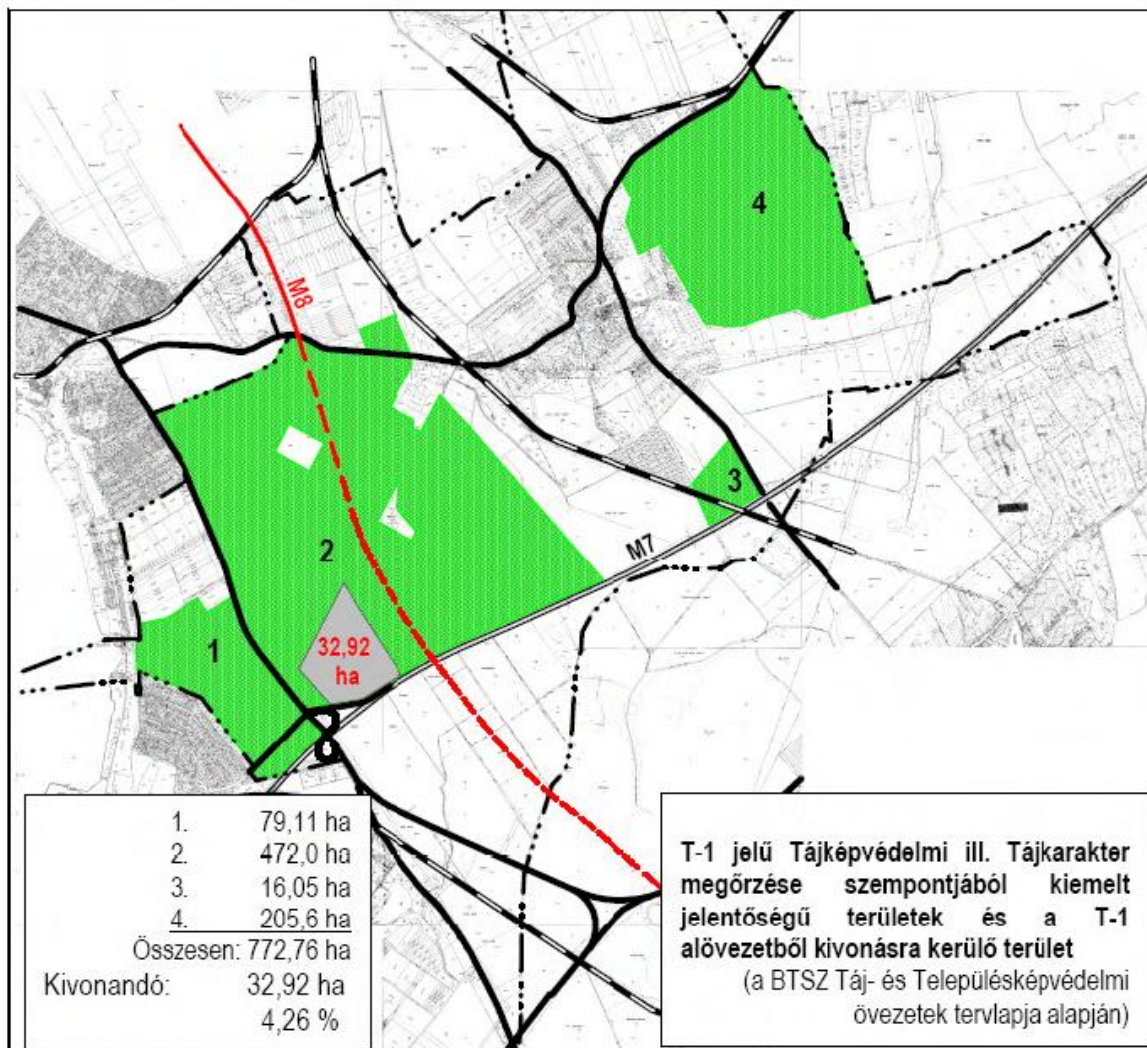 4
M8
3
M7
2
32,92
ha
1
1. 79,11 ha
2. 472,0 ha
3. 16,05 ha
4. 205,6 ha
Összesen: 772,76 ha
Kivonandó: 32,92 ha
4,26 %
T-1 jelű Tájképvédelmi ill. Tájkarakter
megőrzése szempontjából kiemelt
jelentőségű területek és a T-1
alövezetből kivonásra kerülő terület
(a BTSZ Táj- és Településképvédelmi
övezetek tervlapja alapján)